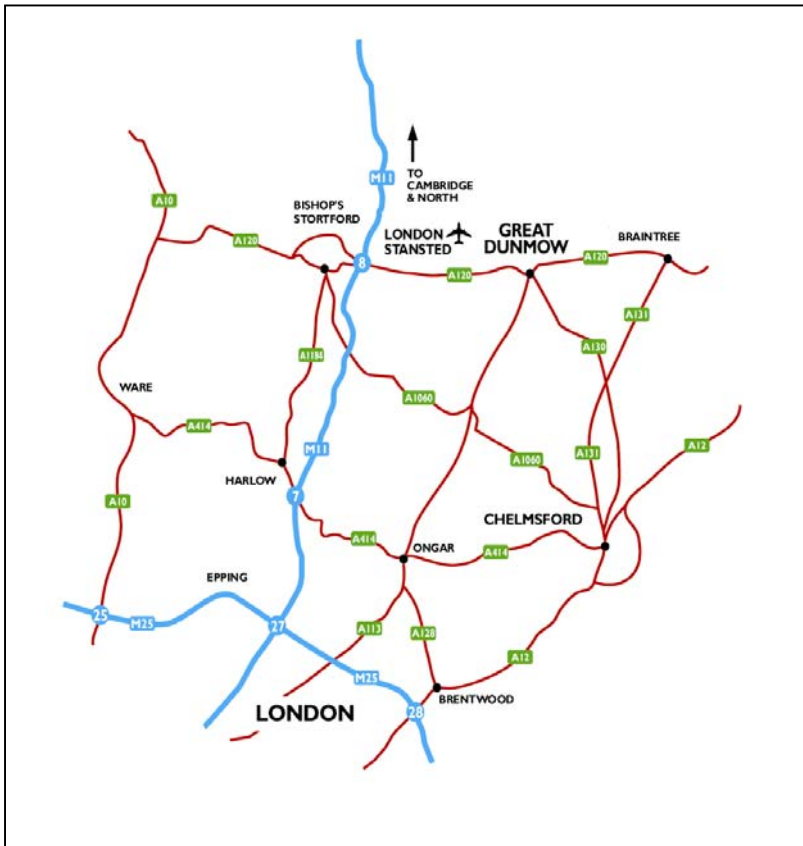 M11
TO
CAMBRIDGE
& NORTH
A10
BISHOP'S
STORTFORD
LONDON
STANSTED
GREAT
DUNMOW
BRAINTREE
A120
8
A120
A120
A131
A130
A1184
WARE
A1060
A414
A12
A131
M11
A1060
HARLOW
7
A10
CHELMSFORD
A414
ONGAR
A414
EPPING
25
M25
27
A113
A128
A12
M25
BRENTWOOD
LONDON
28